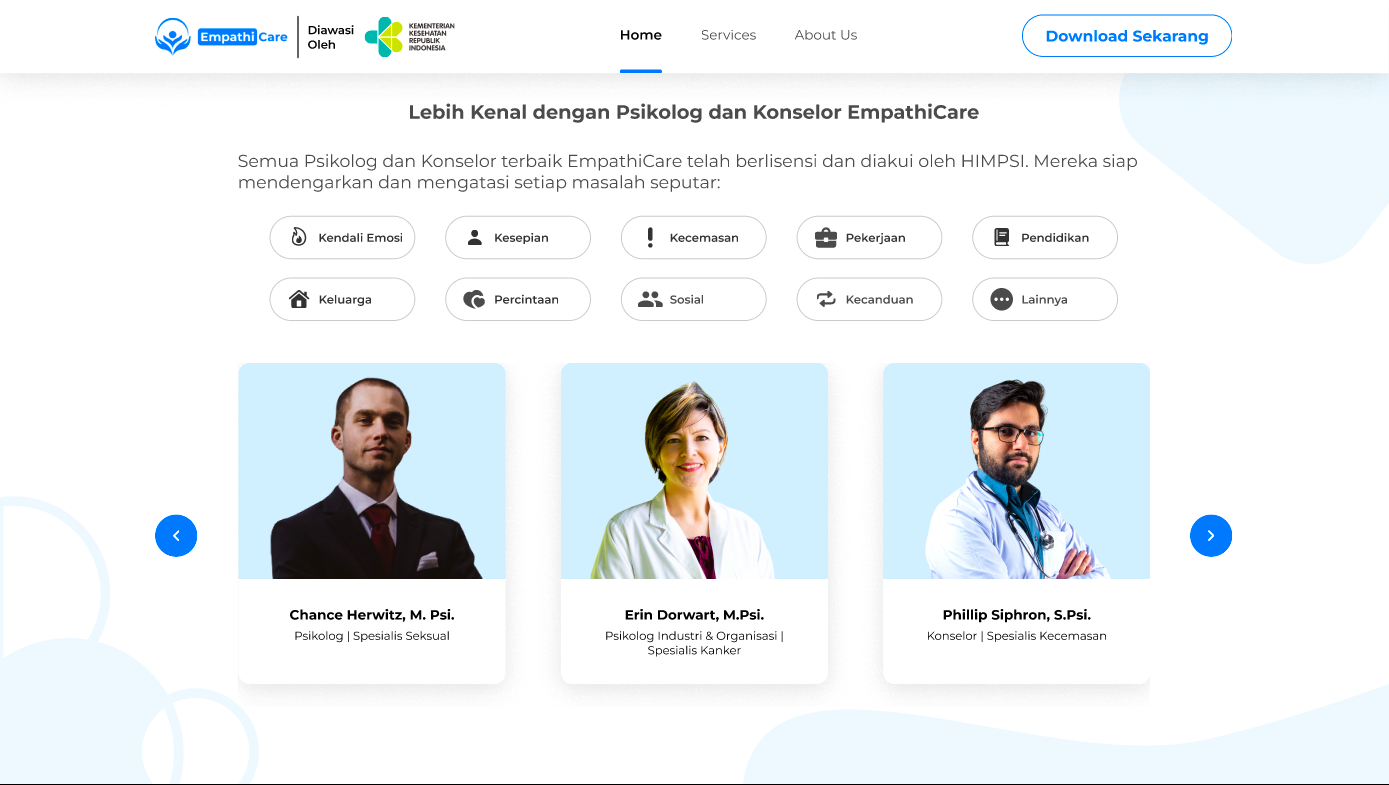 EmpathiCare
Diawasi
Oleh
KEMENTERIAN
KESEHATAN
REPUBLIK
INDONESIA
Home
Services
About Us
Download Sekarang
Lebih Kenal dengan Psikolog dan Konselor EmpathiCare
Semua Psikolog dan Konselor terbaik EmpathiCare telah berlisensi dan diakui oleh HIMPSI. Mereka siap
mendengarkan dan mengatasi setiap masalah seputar:
Kendali Emosi
Kesepian
Kecemasan
Pekerjaan
Pendidikan
Keluarga
Percintaan
Sosial
Kecanduan
Lainnya
Chance Herwitz, M. Psi.
Psikolog | Spesialis Seksual
Erin Dorwart, M.Psi.
Psikolog Industri & Organisasi |
Spesialis Kanker
Phillip Siphron, S.Psi.
Konselor | Spesialis Kecemasan